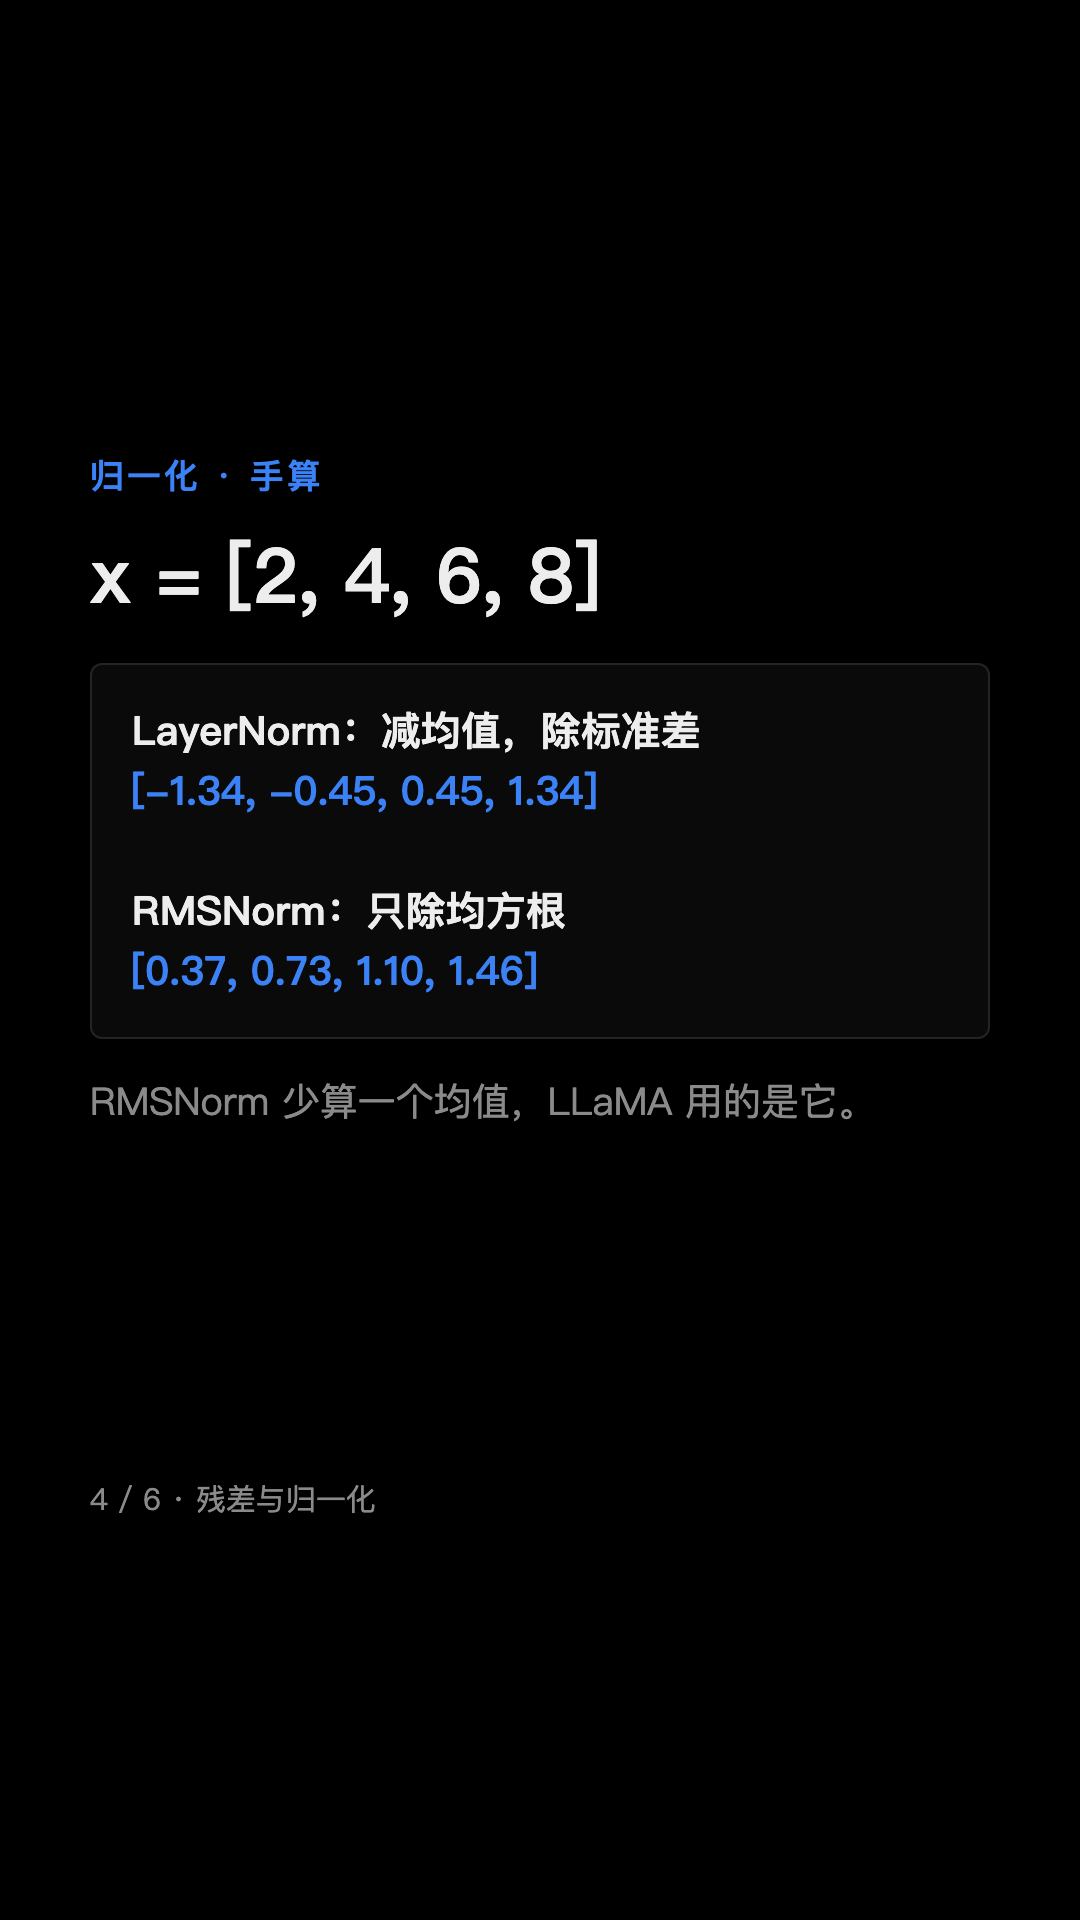 归一化 · 手算
x = [2, 4, 6, 8]
LayerNorm：减均值，除标准差
[−1.34, −0.45, 0.45, 1.34]
RMSNorm：只除均方根
[0.37, 0.73, 1.10, 1.46]
RMSNorm 少算一个均值，LLaMA 用的是它。
4 / 6 · 残差与归一化